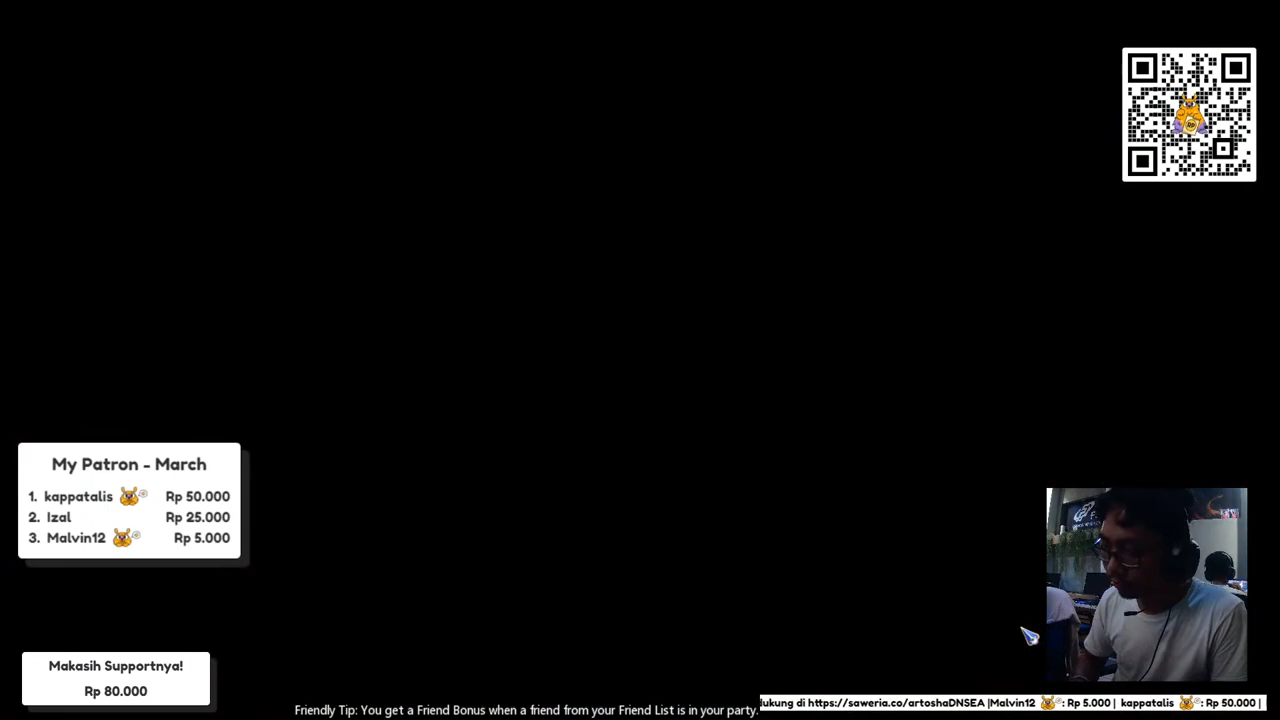 My Patron - March
1. kappatalis Rp 50.000
2. Izal Rp 25.000
3. Malvin12 Rp 5.000
Makasih Supportnya!
Rp 80.000
Friendly Tip: You get a Friend Bonus when a friend from your Friend List is in your party.
di https://saweria.co/artoshaDNSEA |Malvin12 : Rp 5.000 | kappatalis : Rp 50.000 |